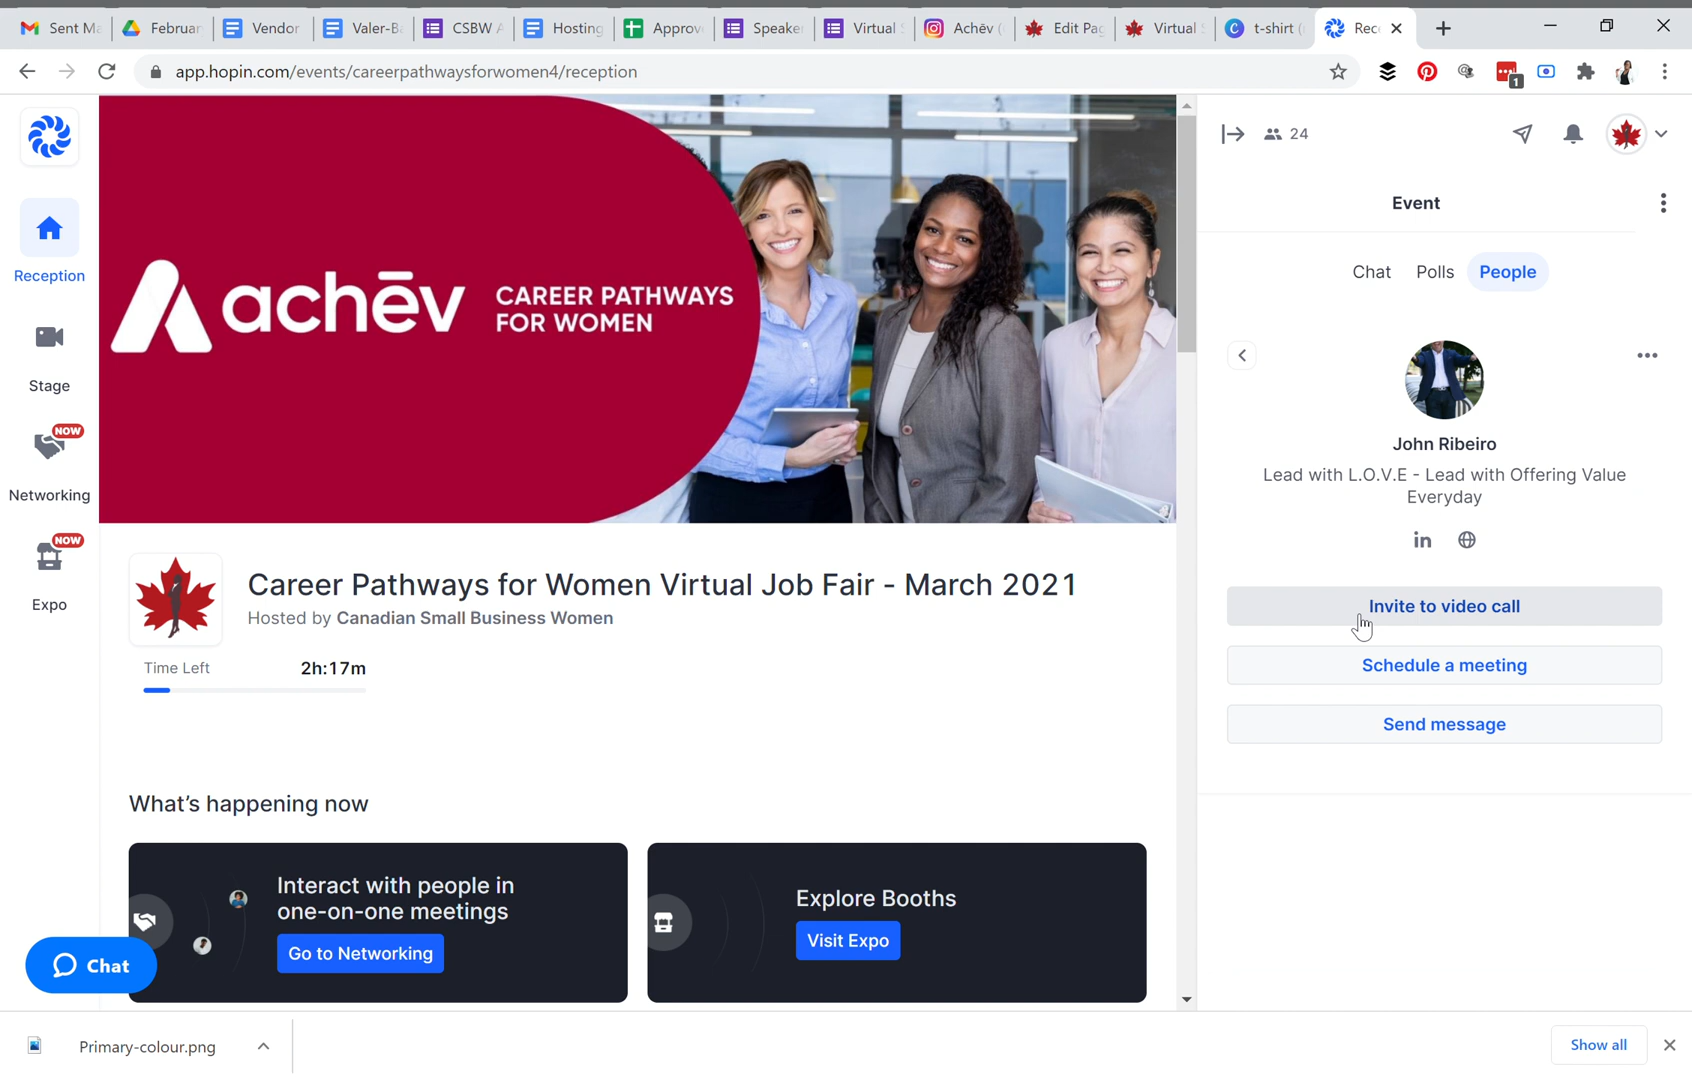 Sent Ma
Februar
Vendor
Valer-Ba
CSBW A
Hosting
Approv
Speaker
Virtual S
Achēv (
Edit Pag
Virtual S
t-shirt (
Rece
app.hopin.com/events/careerpathwaysforwomen4/reception
1
Reception
Stage
NOW
Networking
NOW
Expo
achēv
CAREER PATHWAYS
FOR WOMEN
Career Pathways for Women Virtual Job Fair - March 2021
Hosted by Canadian Small Business Women
Time Left 2h:17m
What's happening now
Interact with people in
one-on-one meetings
Go to Networking
Explore Booths
Visit Expo
Chat
24
Event
Chat Polls People
John Ribeiro
Lead with L.O.V.E - Lead with Offering Value
Everyday
in
Invite to video call
Schedule a meeting
Send message
Primary-colour.png
Show all